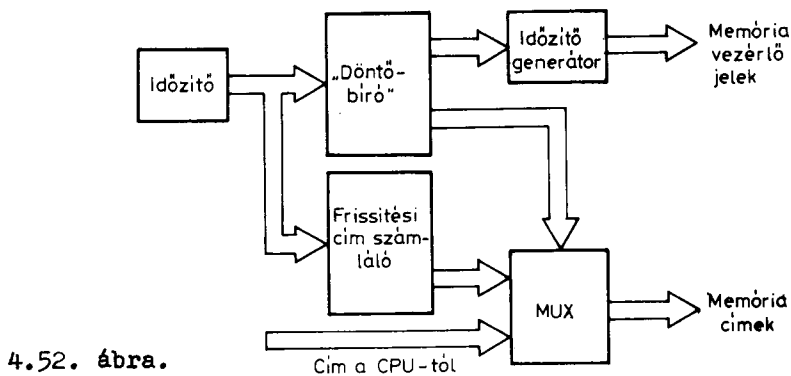 Időzítő
„Döntő-
bíró"
Időzítő
generátor
Memória
vezérlő
jelek
Frissítési
cím szám-
láló
MUX
Memória
címek
Cím a CPU-tól
4.52. ábra.